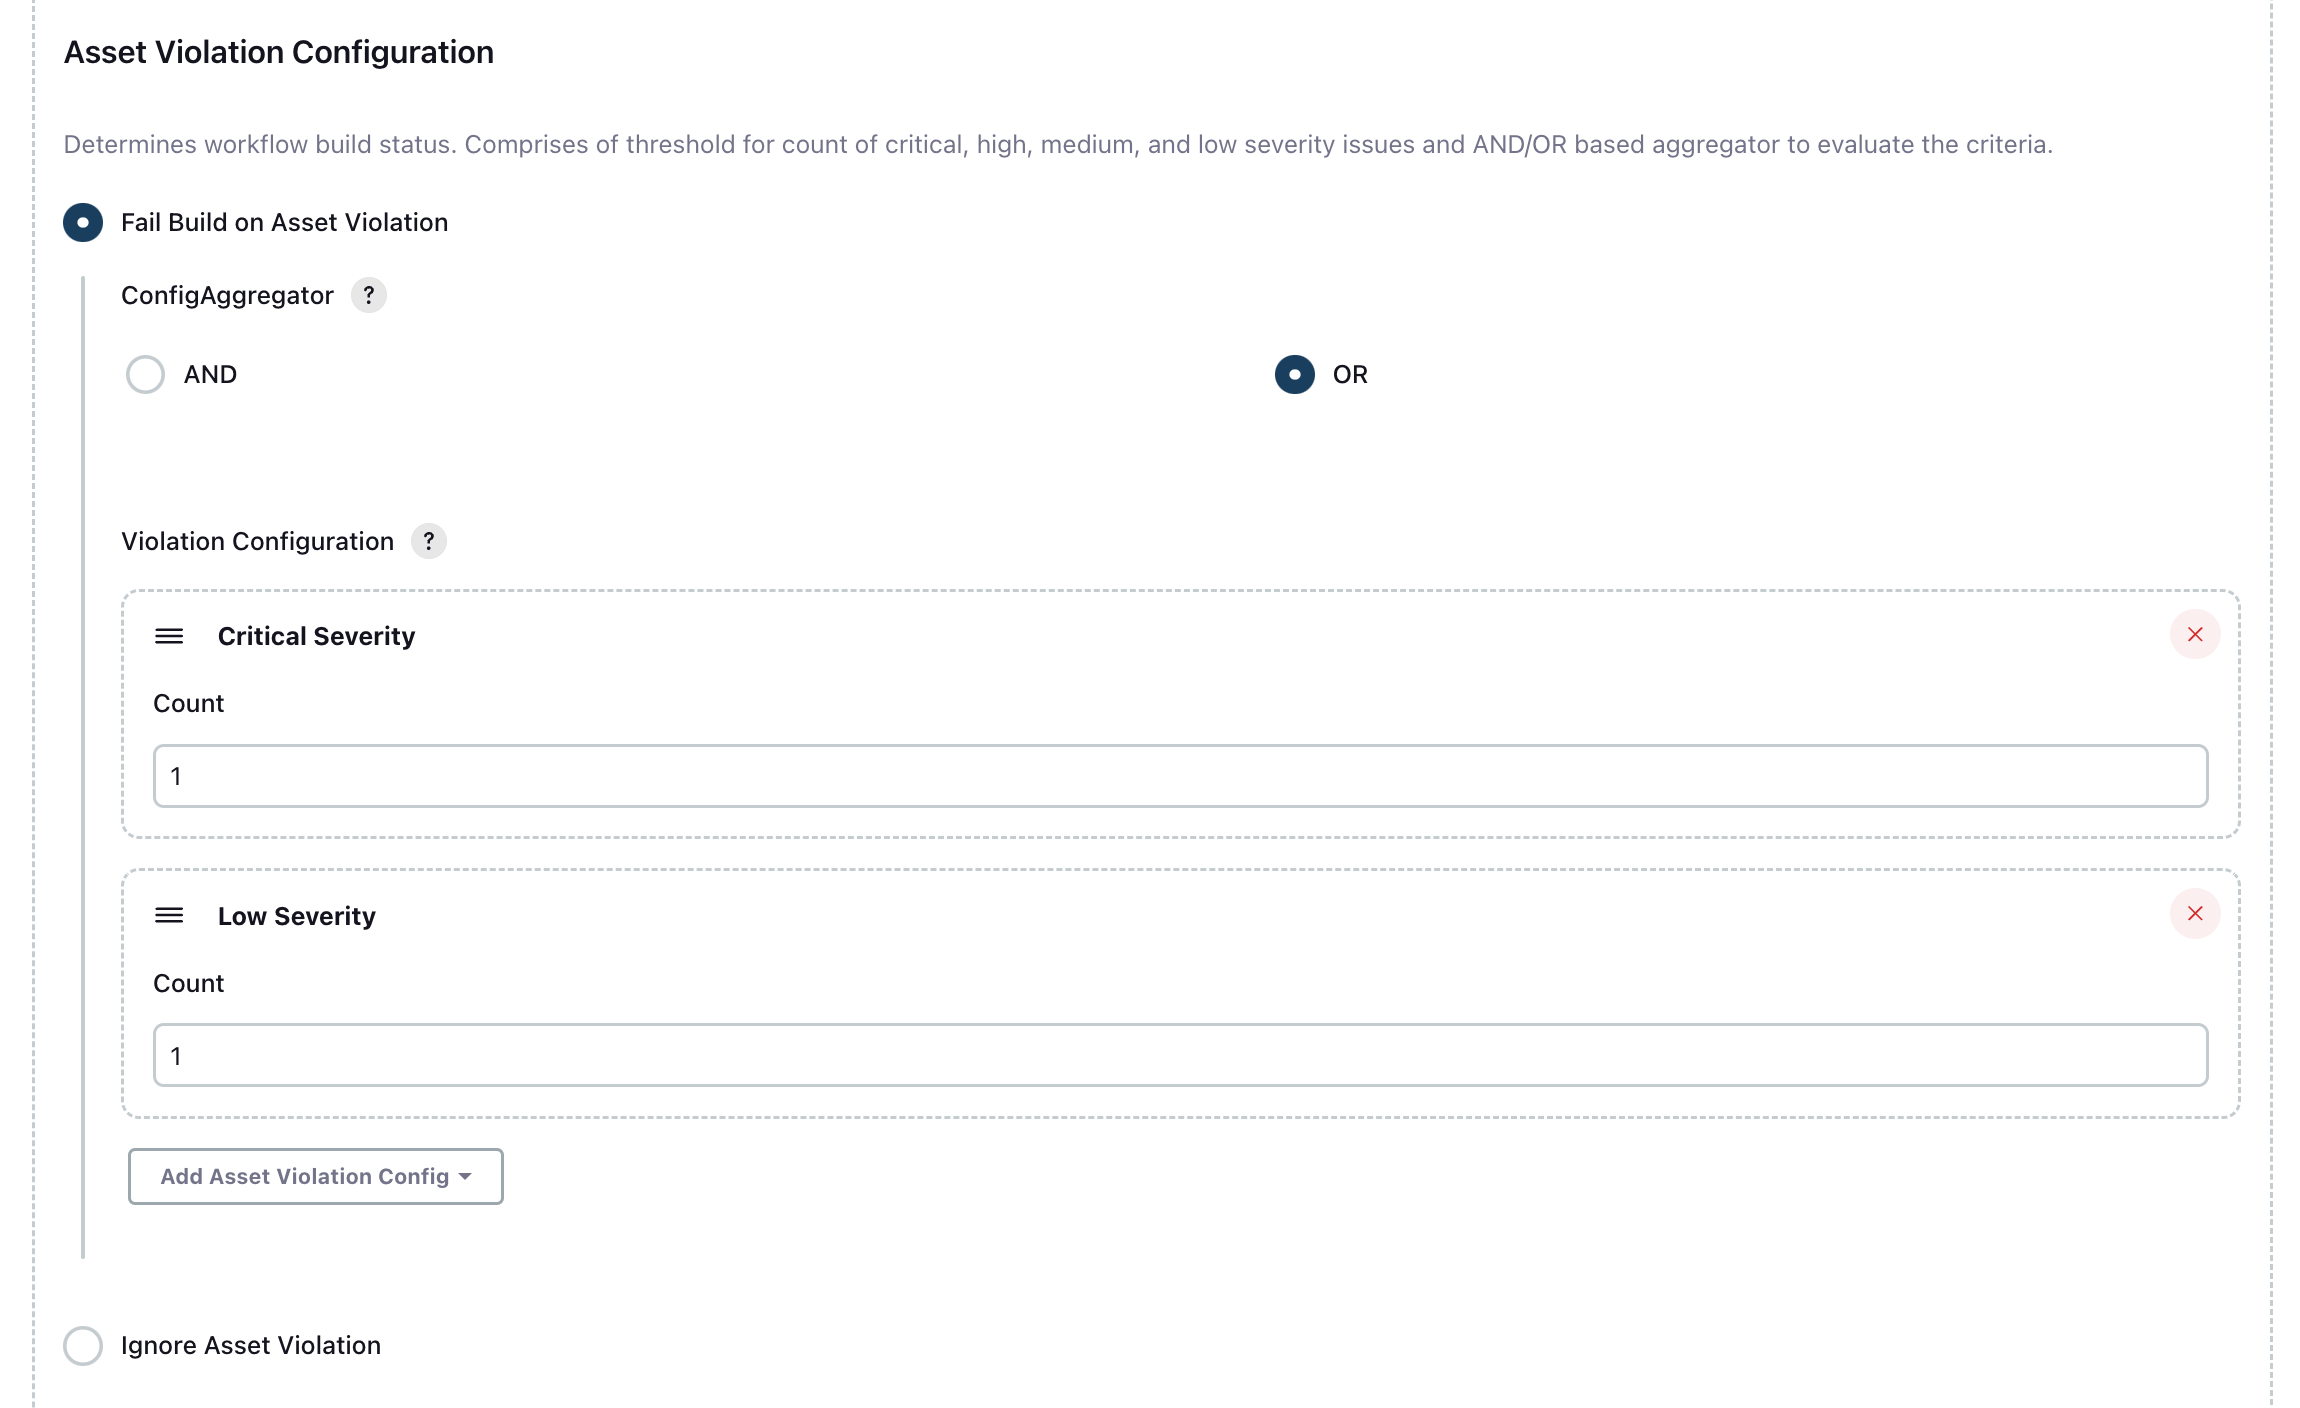 Asset Violation Configuration
Determines workflow build status. Comprises of threshold for count of critical, high, medium, and low severity issues and AND/OR based aggregator to evaluate the criteria.
Fail Build on Asset Violation
ConfigAggregator ?
AND OR
Violation Configuration ?
Critical Severity
Count
1
Low Severity
Count
1
Add Asset Violation Config
Ignore Asset Violation